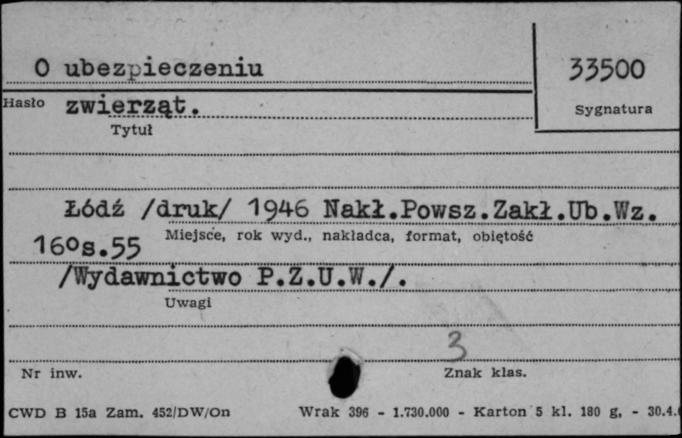 O ubezpieczeniu
33500
Hasło
zwierząt.
Sygnatura
Tytuł
Łódź /druk/ 1946 Nakł.Powsz.Zakł.Ub.Wz.
16os.55
Miejsce, rok wyd., nakładca, format, objętość
/Wydawnictwo P.Z.U.W./.
Uwagi
3
Nr inw.
Znak klas.
CWD B 15a Zam. 452/DW/On
Wrak 396 - 1.730.000 - Karton 5 kl. 180 g, - 30.4.